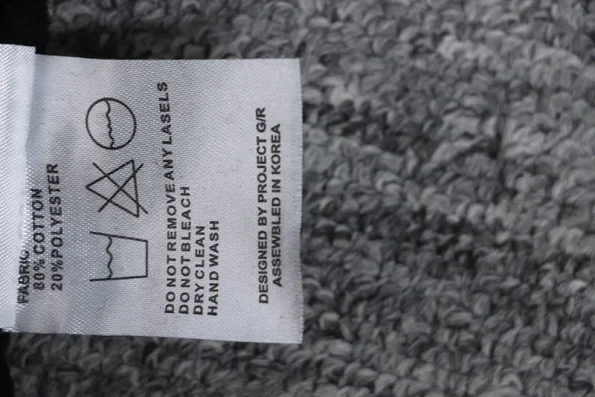 FABRIC
80% COTTON
20%POLYESTER
DO NOT REMOVE ANY LASELS
DO NOT BLEACH
DRY CLEAN
HAND WASH
DESIGNED BY PROJECT G/R
ASSEWBLED IN KOREA